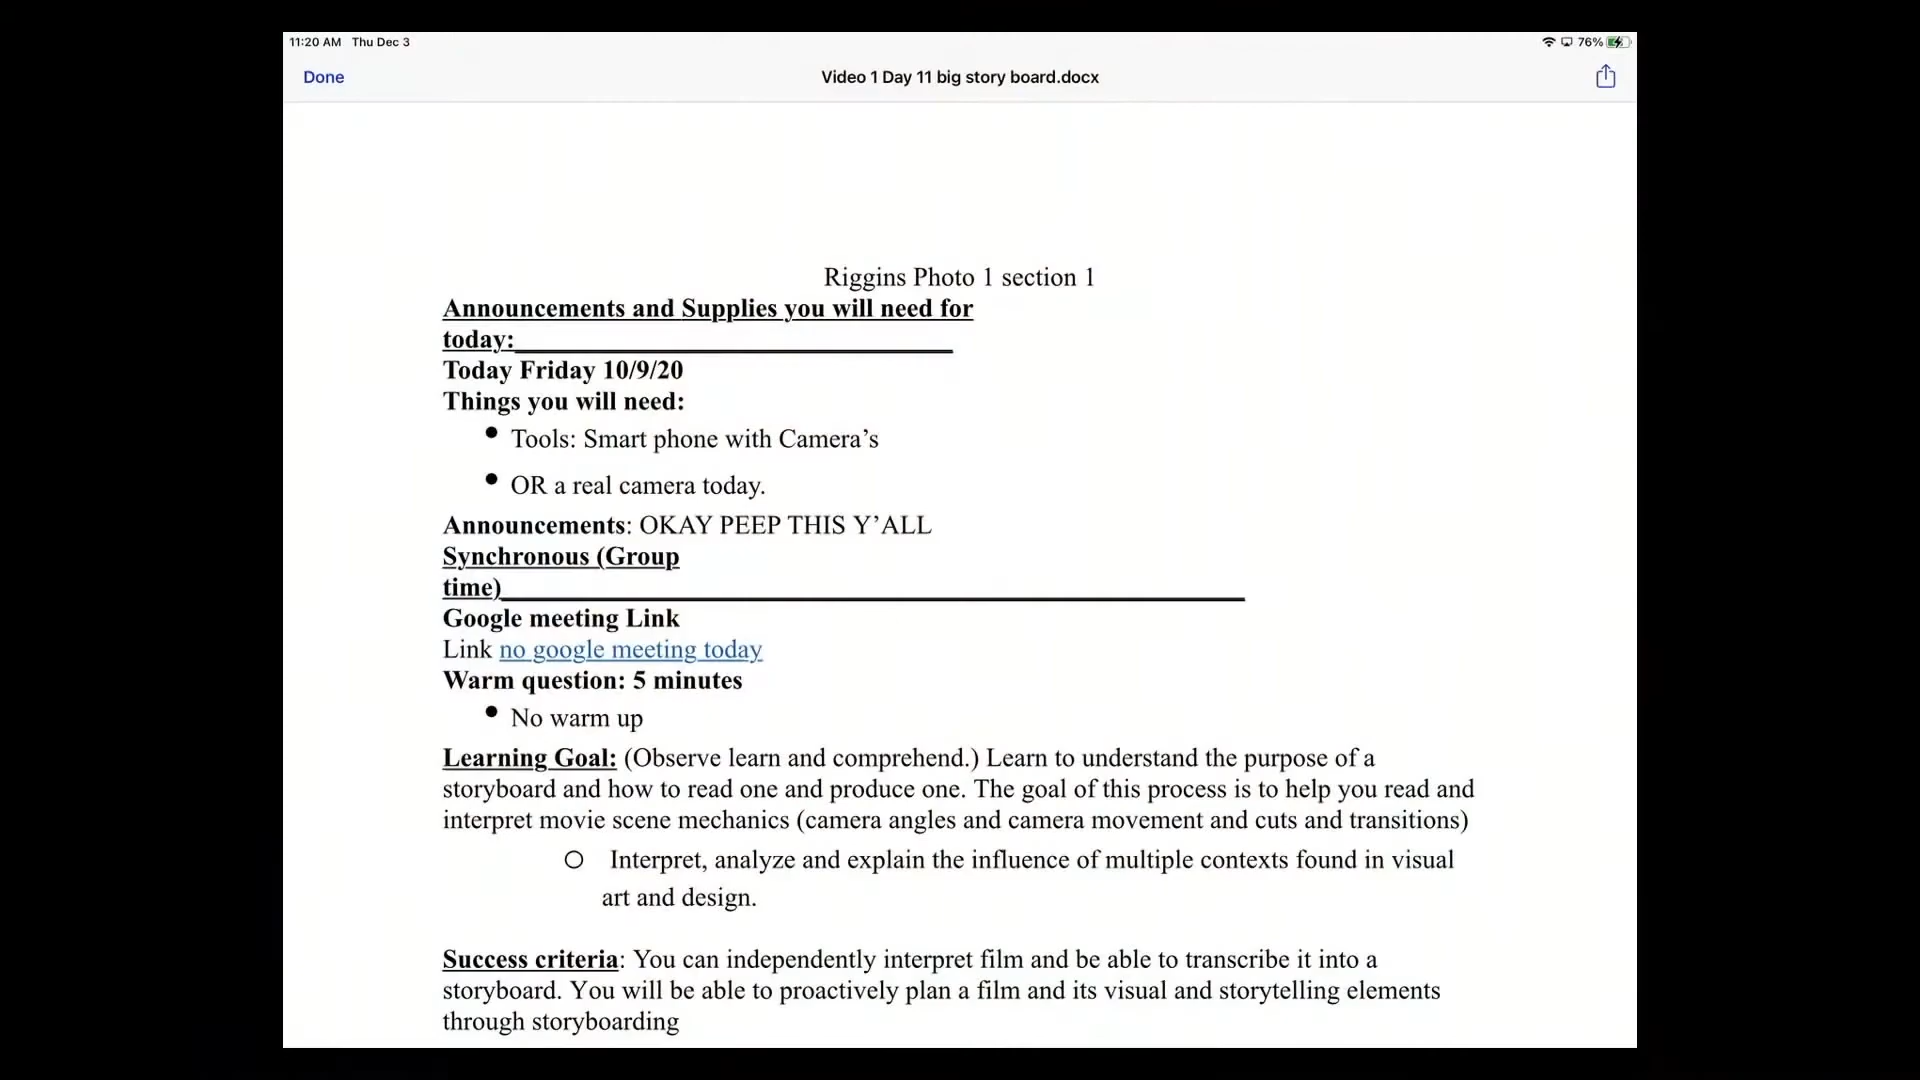 11:20 AM Thu Dec 3
76%
Done
Video 1 Day 11 big story board.docx
Riggins Photo 1 section 1
Announcements and Supplies you will need for
today:
Today Friday 10/9/20
Things you will need:
• Tools: Smart phone with Camera’s
• OR a real camera today.
Announcements: OKAY PEEP THIS Y’ALL
Synchronous (Group
time)
Google meeting Link
Link no google meeting today
Warm question: 5 minutes
• No warm up
Learning Goal: (Observe learn and comprehend.) Learn to understand the purpose of a
storyboard and how to read one and produce one. The goal of this process is to help you read and
interpret movie scene mechanics (camera angles and camera movement and cuts and transitions)
○ Interpret, analyze and explain the influence of multiple contexts found in visual
art and design.
Success criteria: You can independently interpret film and be able to transcribe it into a
storyboard. You will be able to proactively plan a film and its visual and storytelling elements
through storyboarding